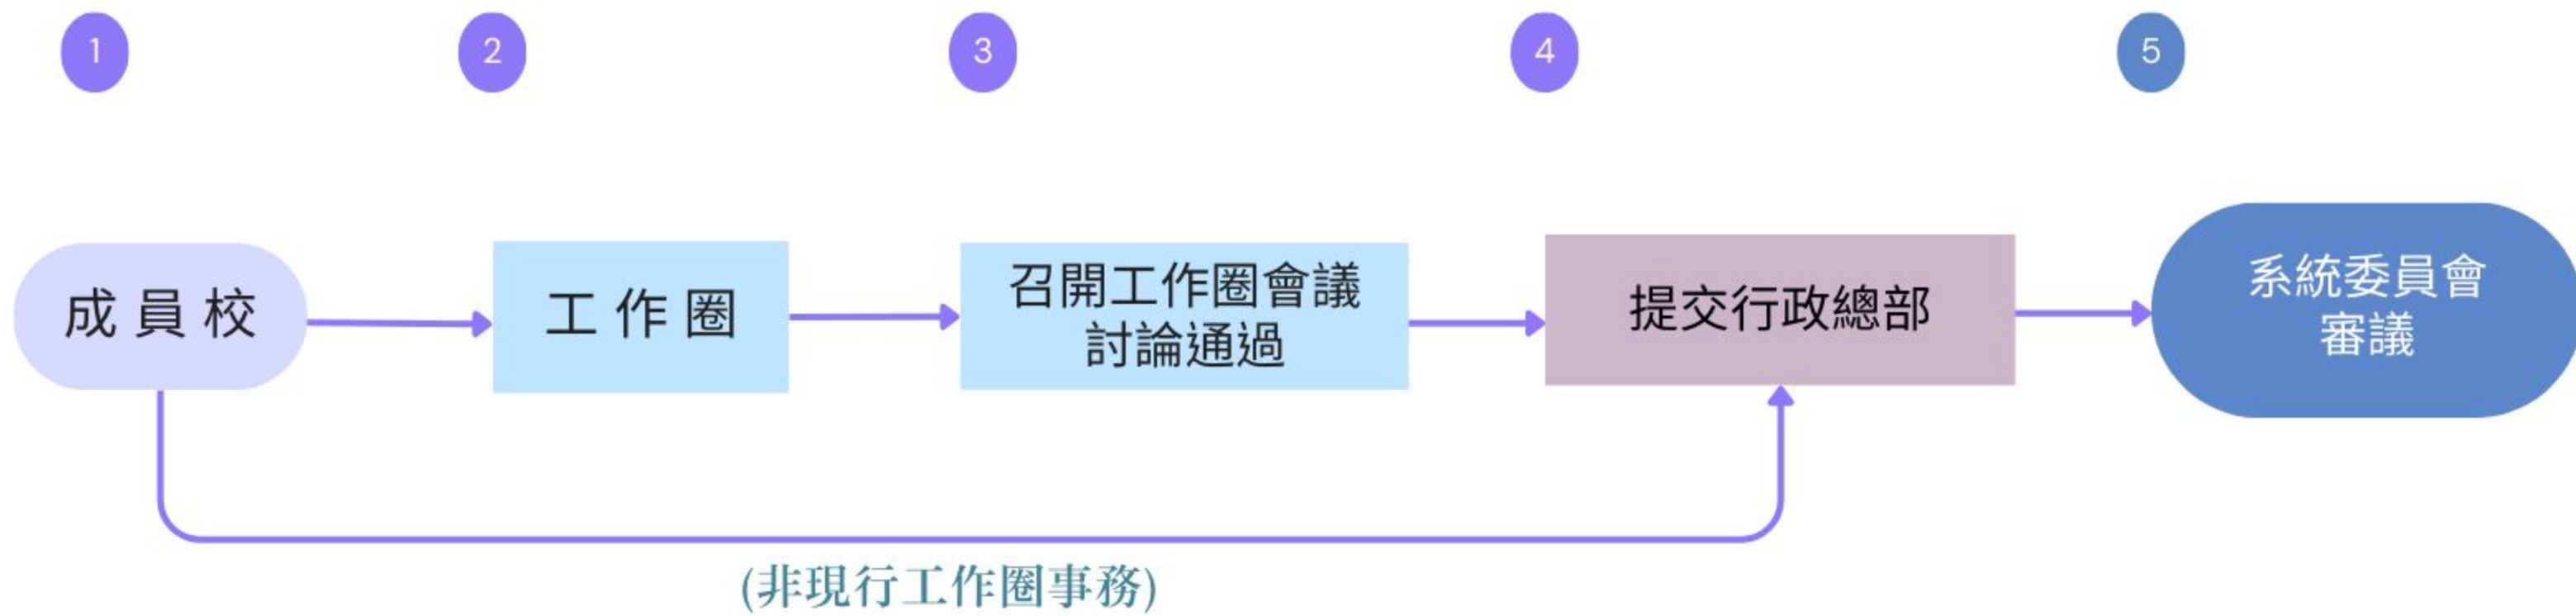 1
2
3
4
5
成員校
工作圈
召開工作圈會議
討論通過
提交行政總部
系統委員會
審議
(非現行工作圈事務)